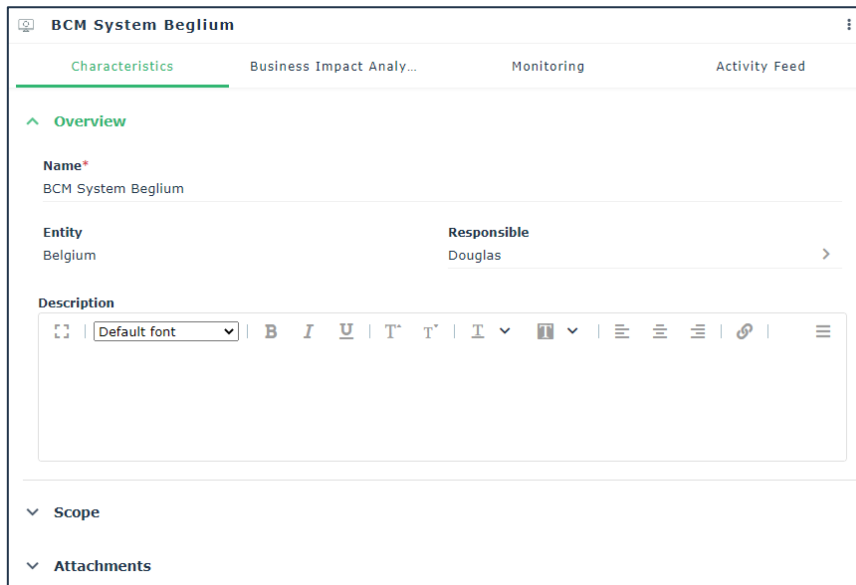 BCM System Beglium
Characteristics Business Impact Analy... Monitoring Activity Feed
Overview
Name*
BCM System Beglium
Entity Responsible
Belgium Douglas
Description
Default font B I U T T T T
Scope
Attachments